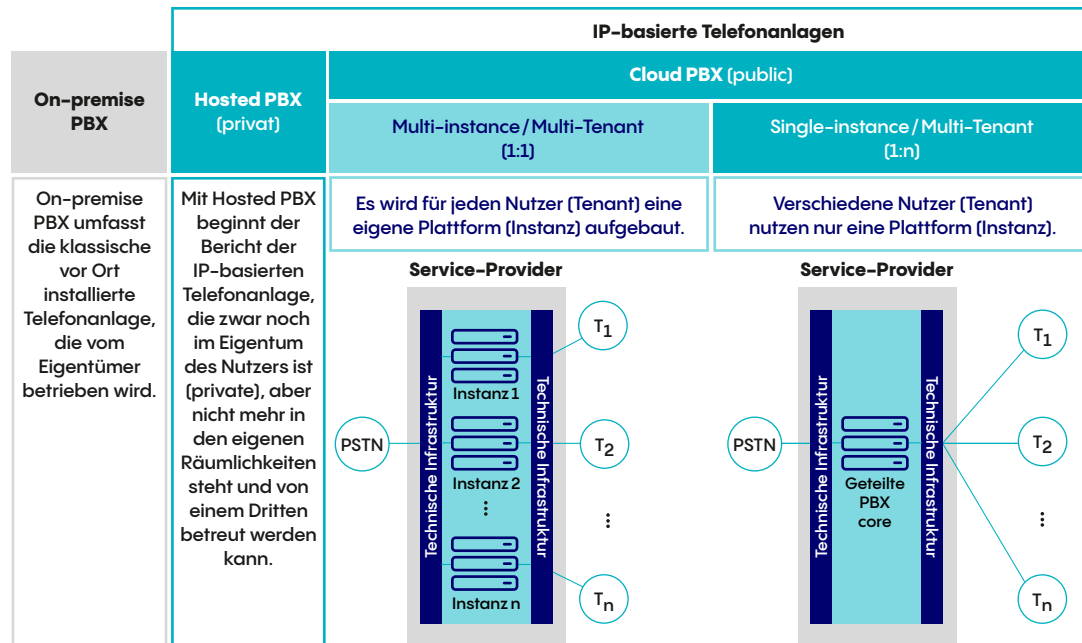 IP-basierte Telefonanlagen
On-premise
PBX
Hosted PBX
(privat)
Cloud PBX (public)
Multi-instance/Multi-Tenant
(1:1)
Single-instance/Multi-Tenant
(1:n)
On-premise
PBX umfasst
die klassische
vor Ort
installierte
Telefonanlage,
die vom
Eigentümer
betrieben wird.
Mit Hosted PBX
beginnt der
Bericht der
IP-basierten
Telefonanlage,
die zwar noch
im Eigentum
des Nutzers ist
(private), aber
nicht mehr in
den eigenen
Räumlichkeiten
steht und von
einem Dritten
betreut werden
kann.
Es wird für jeden Nutzer (Tenant) eine
eigene Plattform (Instanz) aufgebaut.
Service-Provider
PSTN
Technische Infrastruktur
Instanz 1
Instanz 2
⋮
Instanz n
Technische Infrastruktur
T1
T2
⋮
Tn
Verschiedene Nutzer (Tenant)
nutzen nur eine Plattform (Instanz).
Service-Provider
PSTN
Technische Infrastruktur
Geteilte
PBX
core
Technische Infrastruktur
T1
T2
⋮
Tn